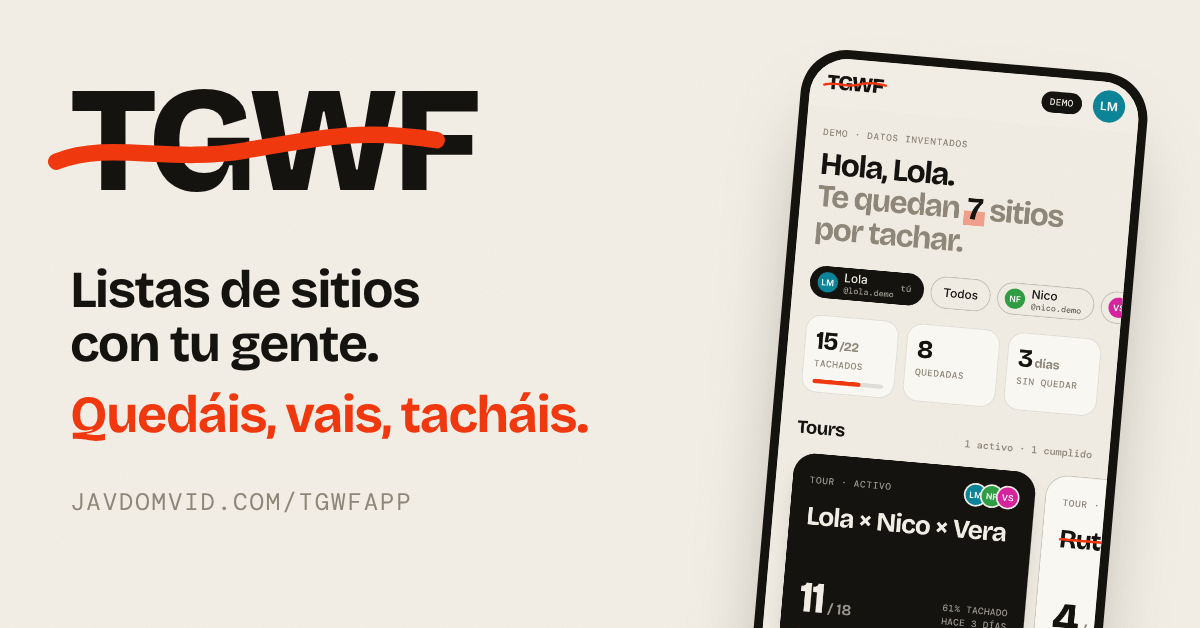 TGWF
Listas de sitios
con tu gente.
Quedáis, vais, tacháis.
JAVDOMVID.COM/TGWFAPP
TGWF
DEMO
LM
DEMO · DATOS INVENTADOS
Hola, Lola.
Te quedan 7 sitios
por tachar.
LM Lola @lola.demo tú
Todos
NF Nico @nico.demo
VS
15/22
TACHADOS
8
QUEDADAS
3 días
SIN QUEDAR
Tours
1 activo · 1 cumplido
TOUR · ACTIVO
LM NF VS
Lola × Nico × Vera
11 / 18
61% TACHADO
HACE 3 DÍAS
TOUR ·
Rut
4 /